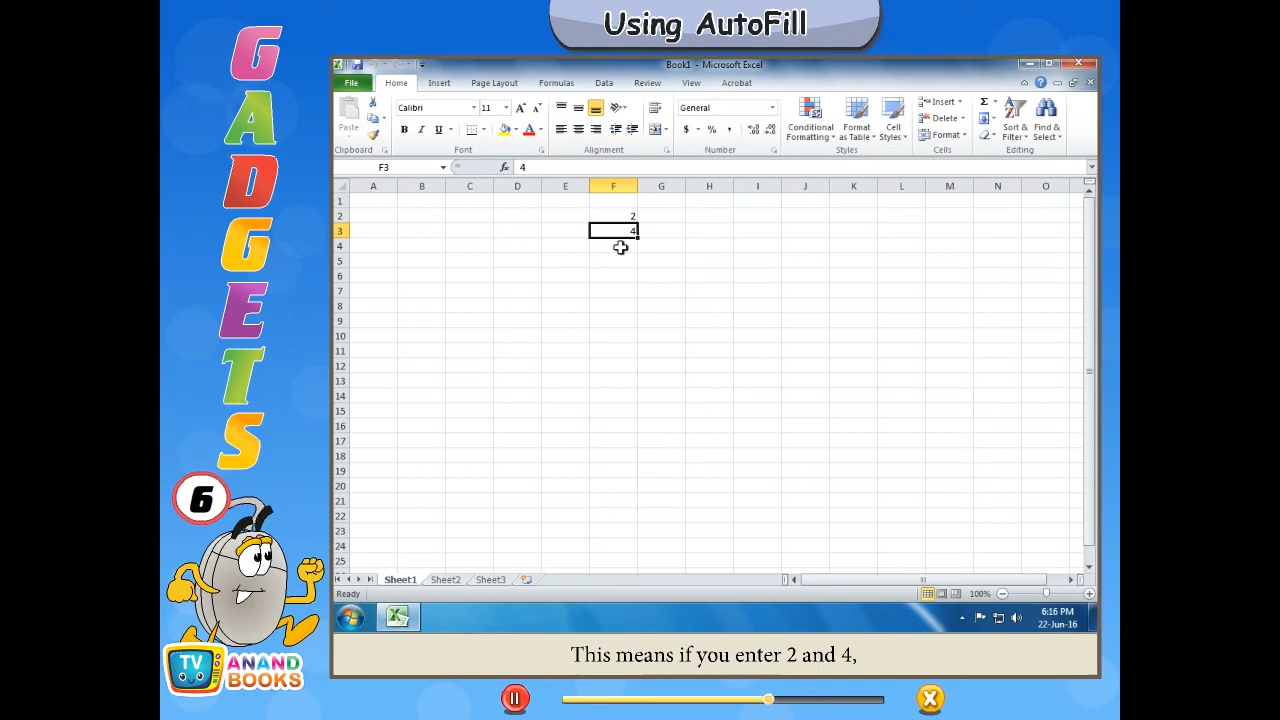 Using AutoFill
GADGETS
6
TV
ANAND
BOOKS
Book1 - Microsoft Excel
File Home Insert Page Layout Formulas Data Review View Acrobat
Paste
Clipboard
Calibri 11 A A
B I U A
Font
Alignment
General
$ % ,
Number
Conditional
Formatting
Format
as Table
Cell
Styles
Styles
Insert
Delete
Format
Cells
Σ
Sort &
Filter
Find &
Select
Editing
F3 fx 4
A B C D E F G H I J K L M N O
1
2 2
3 4
4
5
6
7
8
9
10
11
12
13
14
15
16
17
18
19
20
21
22
23
24
25
Sheet1 Sheet2 Sheet3
Ready 100%
6:16 PM
22-Jun-16
This means if you enter 2 and 4,